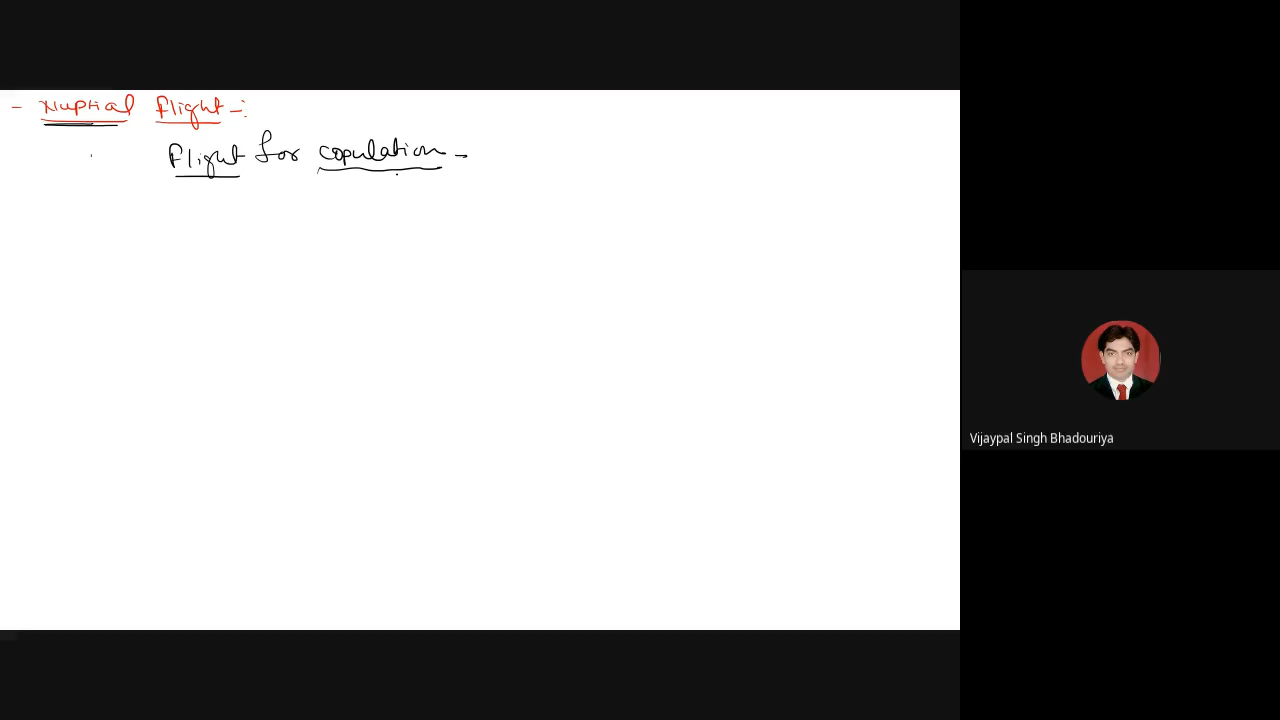 - Nuptial flight -:
flight for copulation -
Vijaypal Singh Bhadouriya